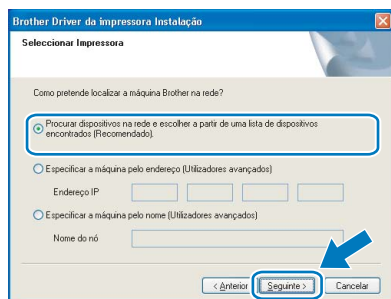 Brother Driver da impressora Instalação
Seleccionar Impressora
Como pretende localizar a máquina Brother na rede?
Procurar dispositivos na rede e escolher a partir de uma lista de dispositivos
encontrados (Recomendado).
Especificar a máquina pelo endereço (Utilizadores avançados)
Endereço IP
Especificar a máquina pelo nome (Utilizadores avançados)
Nome do nó
< Anterior
Seguinte >
Cancelar